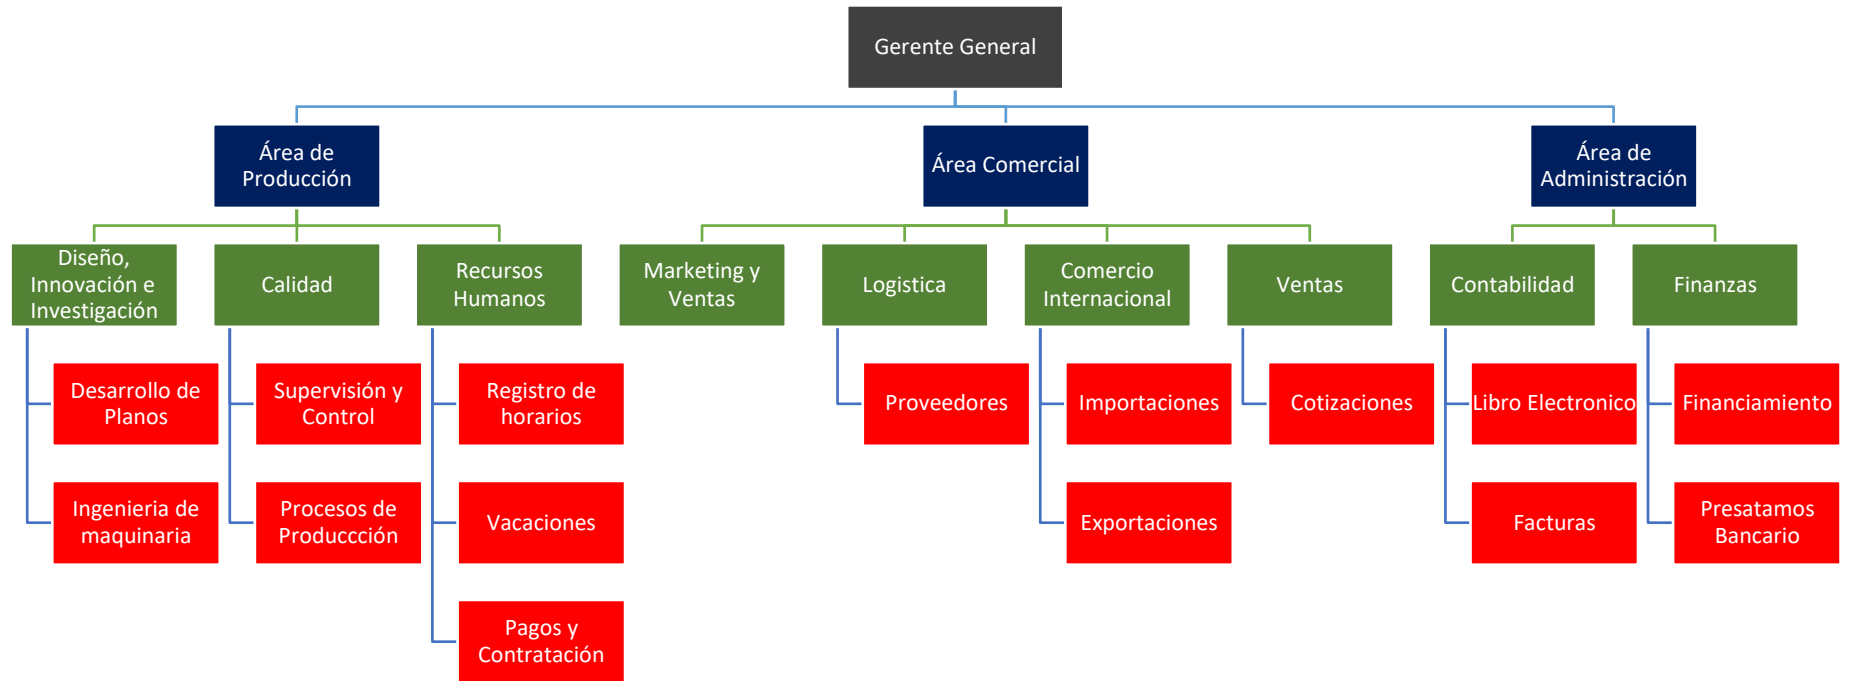 Gerente General
Área de
Producción
Área Comercial
Área de
Administración
Diseño,
Innovación e
Investigación
Calidad
Recursos
Humanos
Marketing y
Ventas
Logistica
Comercio
Internacional
Ventas
Contabilidad
Finanzas
Desarrollo de
Planos
Supervisión y
Control
Registro de
horarios
Proveedores
Importaciones
Cotizaciones
Libro Electronico
Financiamiento
Ingenieria de
maquinaria
Procesos de
Produccción
Vacaciones
Exportaciones
Facturas
Presatamos
Bancario
Pagos y
Contratación